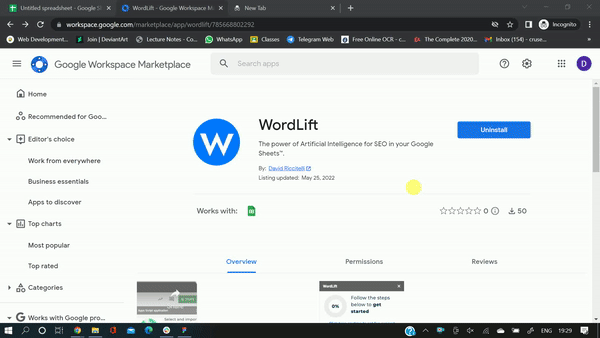 Untitled spreadsheet - Google S
WordLift - Google Workspace Mar
New Tab
workspace.google.com/marketplace/app/wordlift/785668802292
Incognito
Web Development...
Join | DeviantArt
Lecture Notes - Co...
WhatsApp
Classes
Telegram Web
Free Online OCR - c...
The Complete 2020...
Inbox (154) - cruse...
Google Workspace Marketplace
Search apps
D
Home
Recommended for Goo...
Editor's choice
Work from everywhere
Business essentials
Apps to discover
Top charts
Most popular
Top rated
Categories
Works with Google pro...
W
WordLift
The power of Artificial Intelligence for SEO in your Google
Sheets™.
By: David Riccitelli
Listing updated: May 25, 2022
Uninstall
Works with:
0
50
Overview
Permissions
Reviews
WordLift
0%
Follow the steps
below to get
started
ENG
19:29